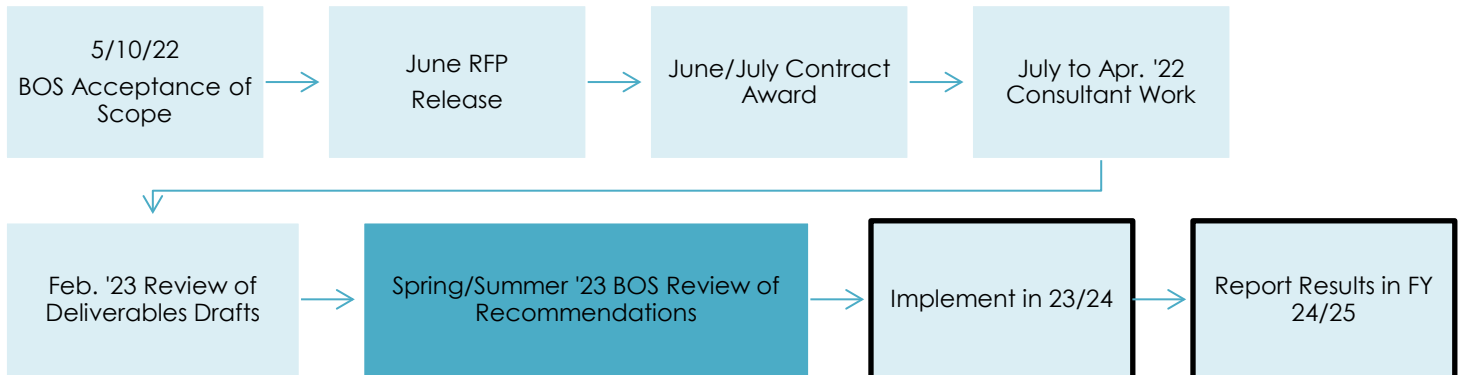 5/10/22
BOS Acceptance of
Scope
June RFP
Release
June/July Contract
Award
July to Apr. '22
Consultant Work
Feb. '23 Review of
Deliverables Drafts
Spring/Summer '23 BOS Review of
Recommendations
Implement in 23/24
Report Results in FY
24/25